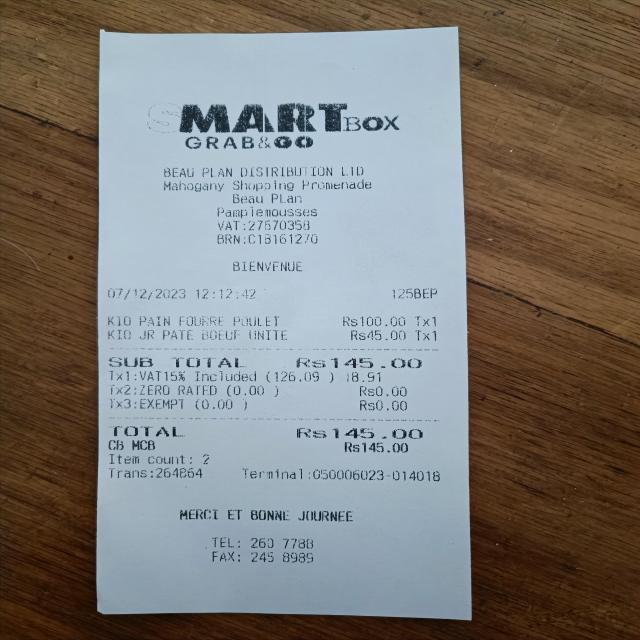 SMARTBOX
GRAB&GO
BEAU PLAN DISTRIBUTION LTD
Mahogany Shopping Promenade
Beau Plan
Pamplemousses
VAT:27670358
BRN:C18161270
BIENVENUE
07/12/2023 12:12:42 125BEP
KIO PAIN FOURRE POULET Rs100.00 Tx1
KIO JR PATE BOEUF UNITE Rs45.00 Tx1
SUB TOTAL Rs145.00
Tx1:VAT15% Included (126.09 ) 18.91
Tx2:ZERO RATED (0.00 ) Rs0.00
Tx3:EXEMPT (0.00 ) Rs0.00
TOTAL Rs145.00
CB MCB Rs145.00
Item count: 2
Trans:264864 Terminal:050006023-014018
MERCI ET BONNE JOURNEE
TEL: 260 7788
FAX: 245 8989